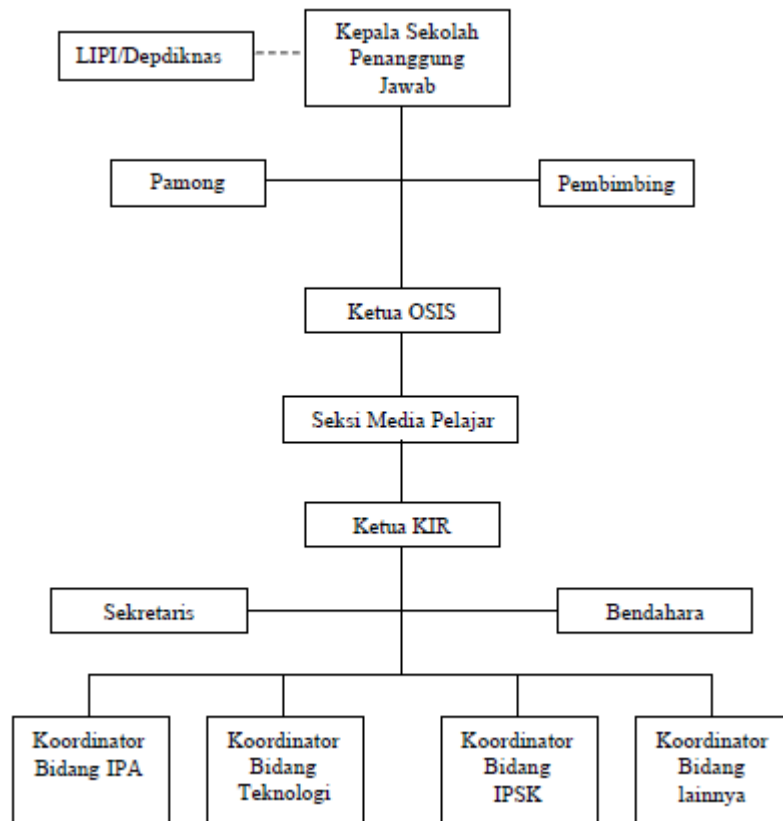 Kepala Sekolah
Penanggung
Jawab
LIPI/Depdiknas
Pamong
Pembimbing
Ketua OSIS
Seksi Media Pelajar
Ketua KIR
Sekretaris
Bendahara
Koordinator
Bidang IPA
Koordinator
Bidang
Teknologi
Koordinator
Bidang
IPSK
Koordinator
Bidang
lainnya